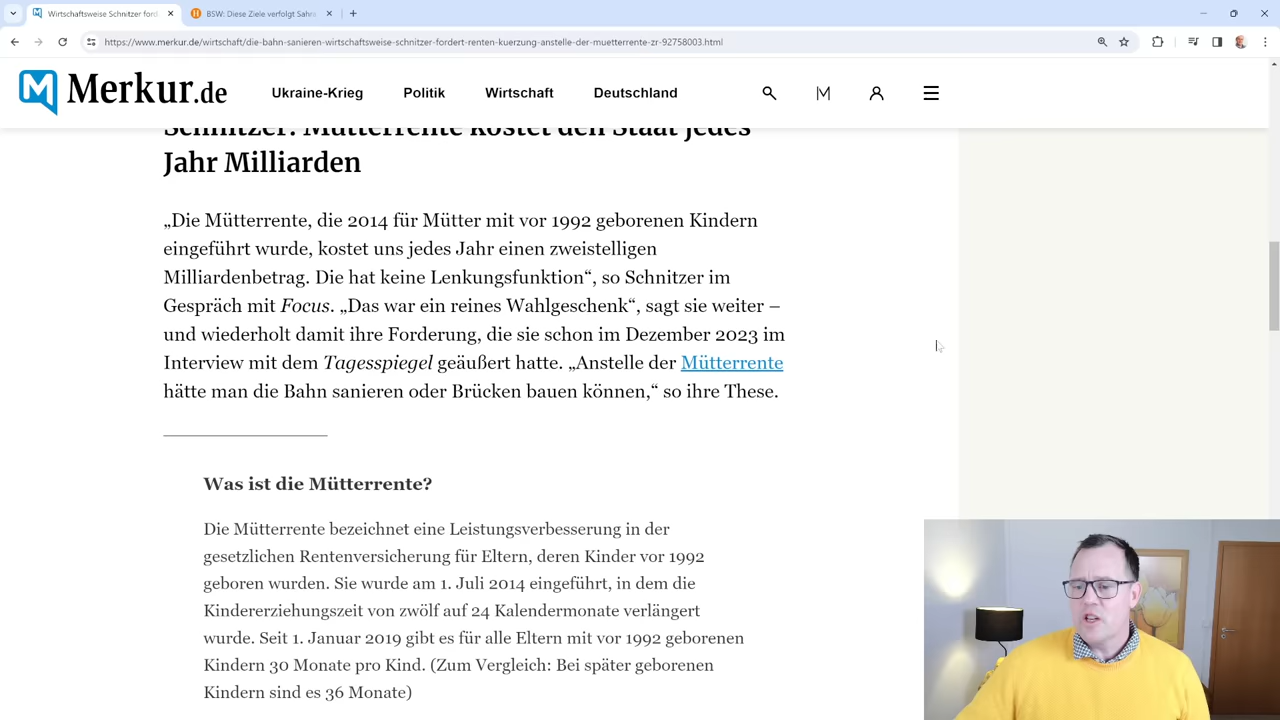 Wirtschaftsweise Schnitzer ford
BSW: Diese Ziele verfolgt Sahra
https://www.merkur.de/wirtschaft/die-bahn-sanieren-wirtschaftsweise-schnitzer-fordert-renten-kuerzung-anstelle-der-muetterrente-zr-92758003.html
Merkur.de
Ukraine-Krieg
Politik
Wirtschaft
Deutschland
Schnitzer: Mütterrente kostet den Staat jedes
Jahr Milliarden
„Die Mütterrente, die 2014 für Mütter mit vor 1992 geborenen Kindern
eingeführt wurde, kostet uns jedes Jahr einen zweistelligen
Milliardenbetrag. Die hat keine Lenkungsfunktion“, so Schnitzer im
Gespräch mit Focus. „Das war ein reines Wahlgeschenk“, sagt sie weiter –
und wiederholt damit ihre Forderung, die sie schon im Dezember 2023 im
Interview mit dem Tagesspiegel geäußert hatte. „Anstelle der Mütterrente
hätte man die Bahn sanieren oder Brücken bauen können,“ so ihre These.
Was ist die Mütterrente?
Die Mütterrente bezeichnet eine Leistungsverbesserung in der
gesetzlichen Rentenversicherung für Eltern, deren Kinder vor 1992
geboren wurden. Sie wurde am 1. Juli 2014 eingeführt, in dem die
Kindererziehungszeit von zwölf auf 24 Kalendermonate verlängert
wurde. Seit 1. Januar 2019 gibt es für alle Eltern mit vor 1992 geborenen
Kindern 30 Monate pro Kind. (Zum Vergleich: Bei später geborenen
Kindern sind es 36 Monate)